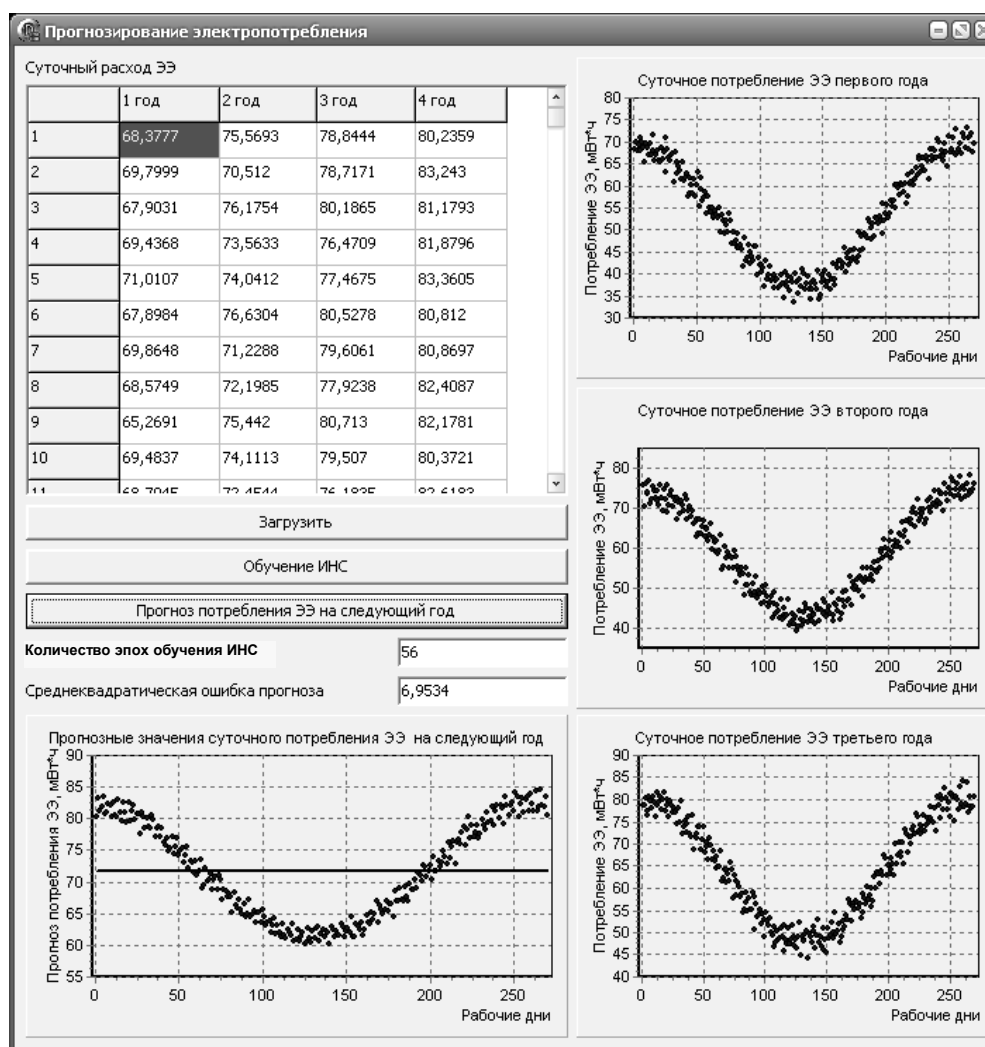 Прогнозирование электропотребления
Суточный расход ЭЭ
1 год 2 год 3 год 4 год
1 68,3777 75,5693 78,8444 80,2359
2 69,7999 70,512 78,7171 83,243
3 67,9031 76,1754 80,1865 81,1793
4 69,4368 73,5633 76,4709 81,8796
5 71,0107 74,0412 77,4675 83,3605
6 67,8984 76,6304 80,5278 80,812
7 69,8648 71,2288 79,6061 80,8697
8 68,5749 72,1985 77,9238 82,4087
9 65,2691 75,442 80,713 82,1781
10 69,4837 74,1113 79,507 80,3721
Загрузить
Обучение ИНС
Прогноз потребления ЭЭ на следующий год
Количество эпох обучения ИНС 56
Среднеквадратическая ошибка прогноза 6,9534
Прогнозные значения суточного потребления ЭЭ на следующий год
Прогноз потребления ЭЭ, мВт*ч
90
85
80
75
70
65
60
55
0 50 100 150 200 250
Рабочие дни
Суточное потребление ЭЭ первого года
Потребление ЭЭ, мВт*ч
80
75
70
65
60
55
50
45
40
35
30
0 50 100 150 200 250
Рабочие дни
Суточное потребление ЭЭ второго года
Потребление ЭЭ, мВт*ч
80
70
60
50
40
0 50 100 150 200 250
Рабочие дни
Суточное потребление ЭЭ третьего года
Потребление ЭЭ, мВт*ч
90
85
80
75
70
65
60
55
50
45
40
0 50 100 150 200 250
Рабочие дни